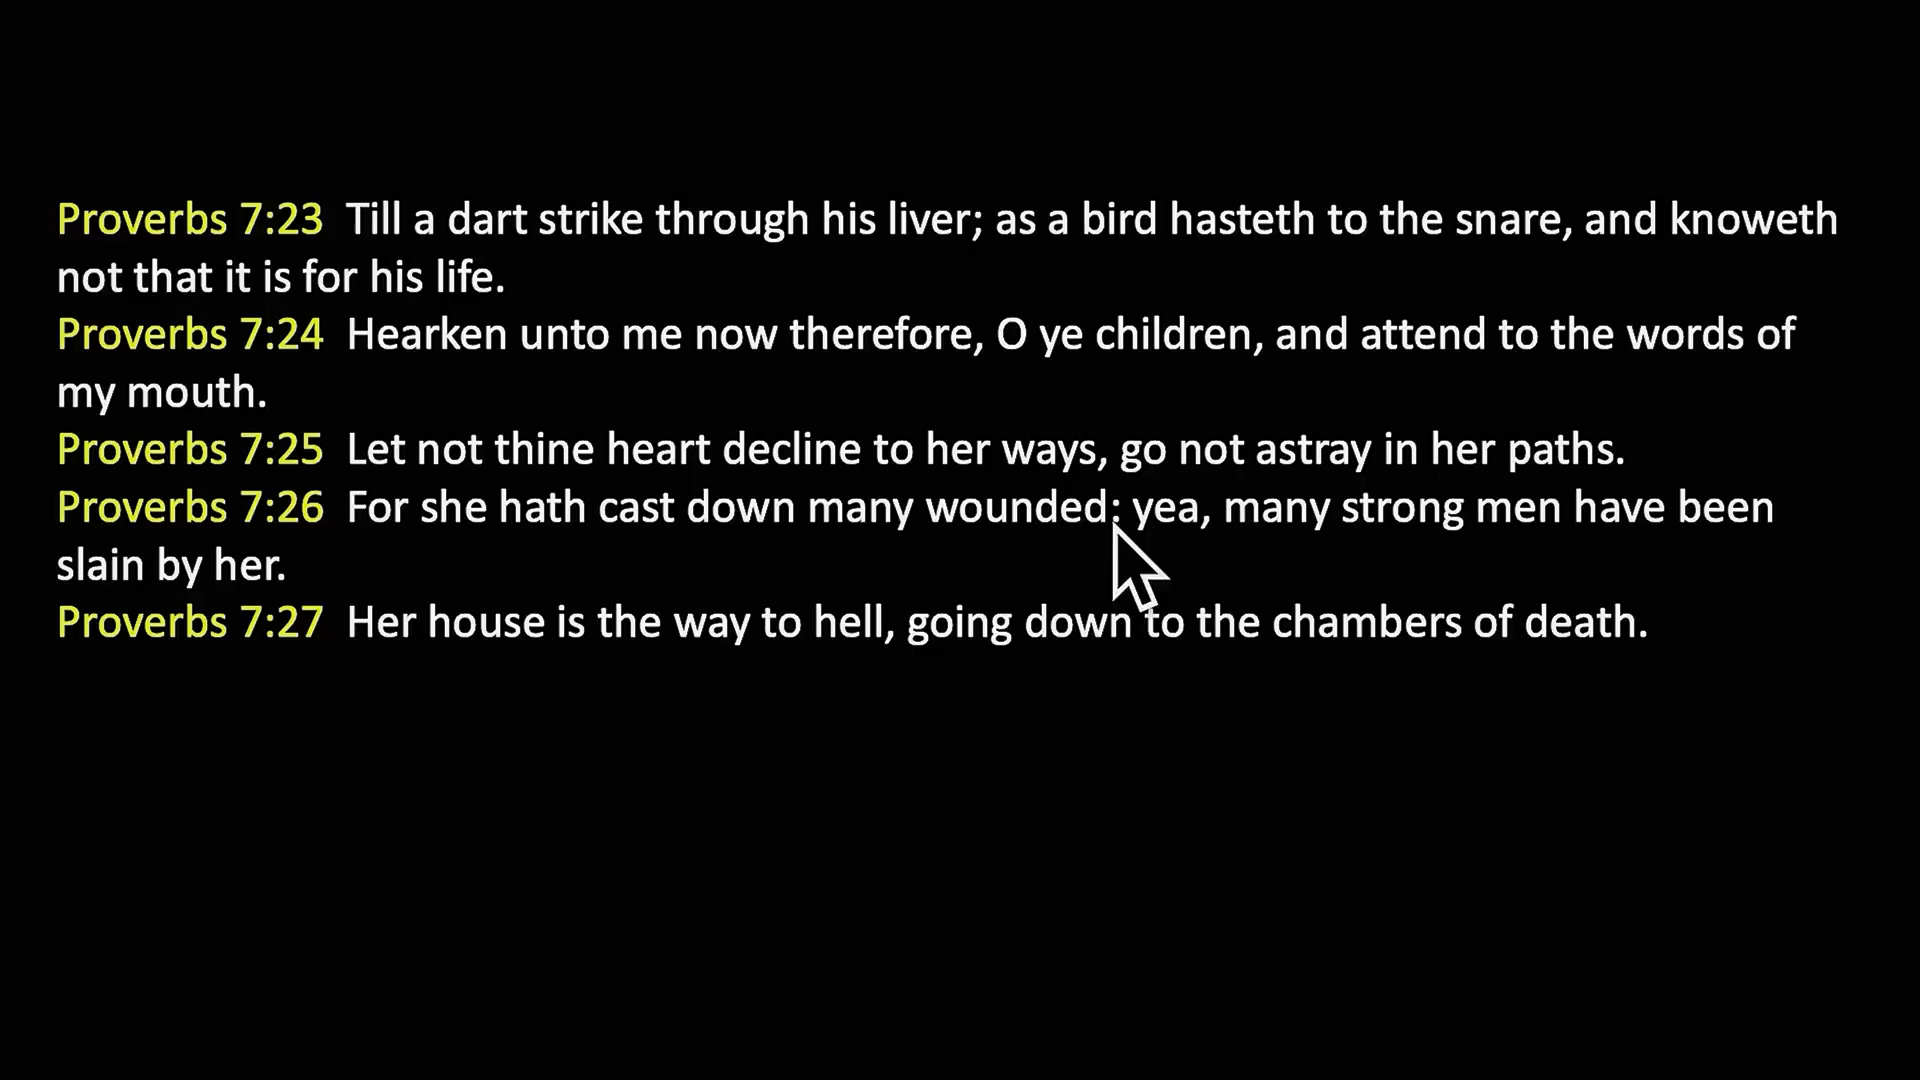 Proverbs 7:23  Till a dart strike through his liver; as a bird hasteth to the snare, and knoweth
not that it is for his life.
Proverbs 7:24  Hearken unto me now therefore, O ye children, and attend to the words of
my mouth.
Proverbs 7:25  Let not thine heart decline to her ways, go not astray in her paths.
Proverbs 7:26  For she hath cast down many wounded: yea, many strong men have been
slain by her.
Proverbs 7:27  Her house is the way to hell, going down to the chambers of death.